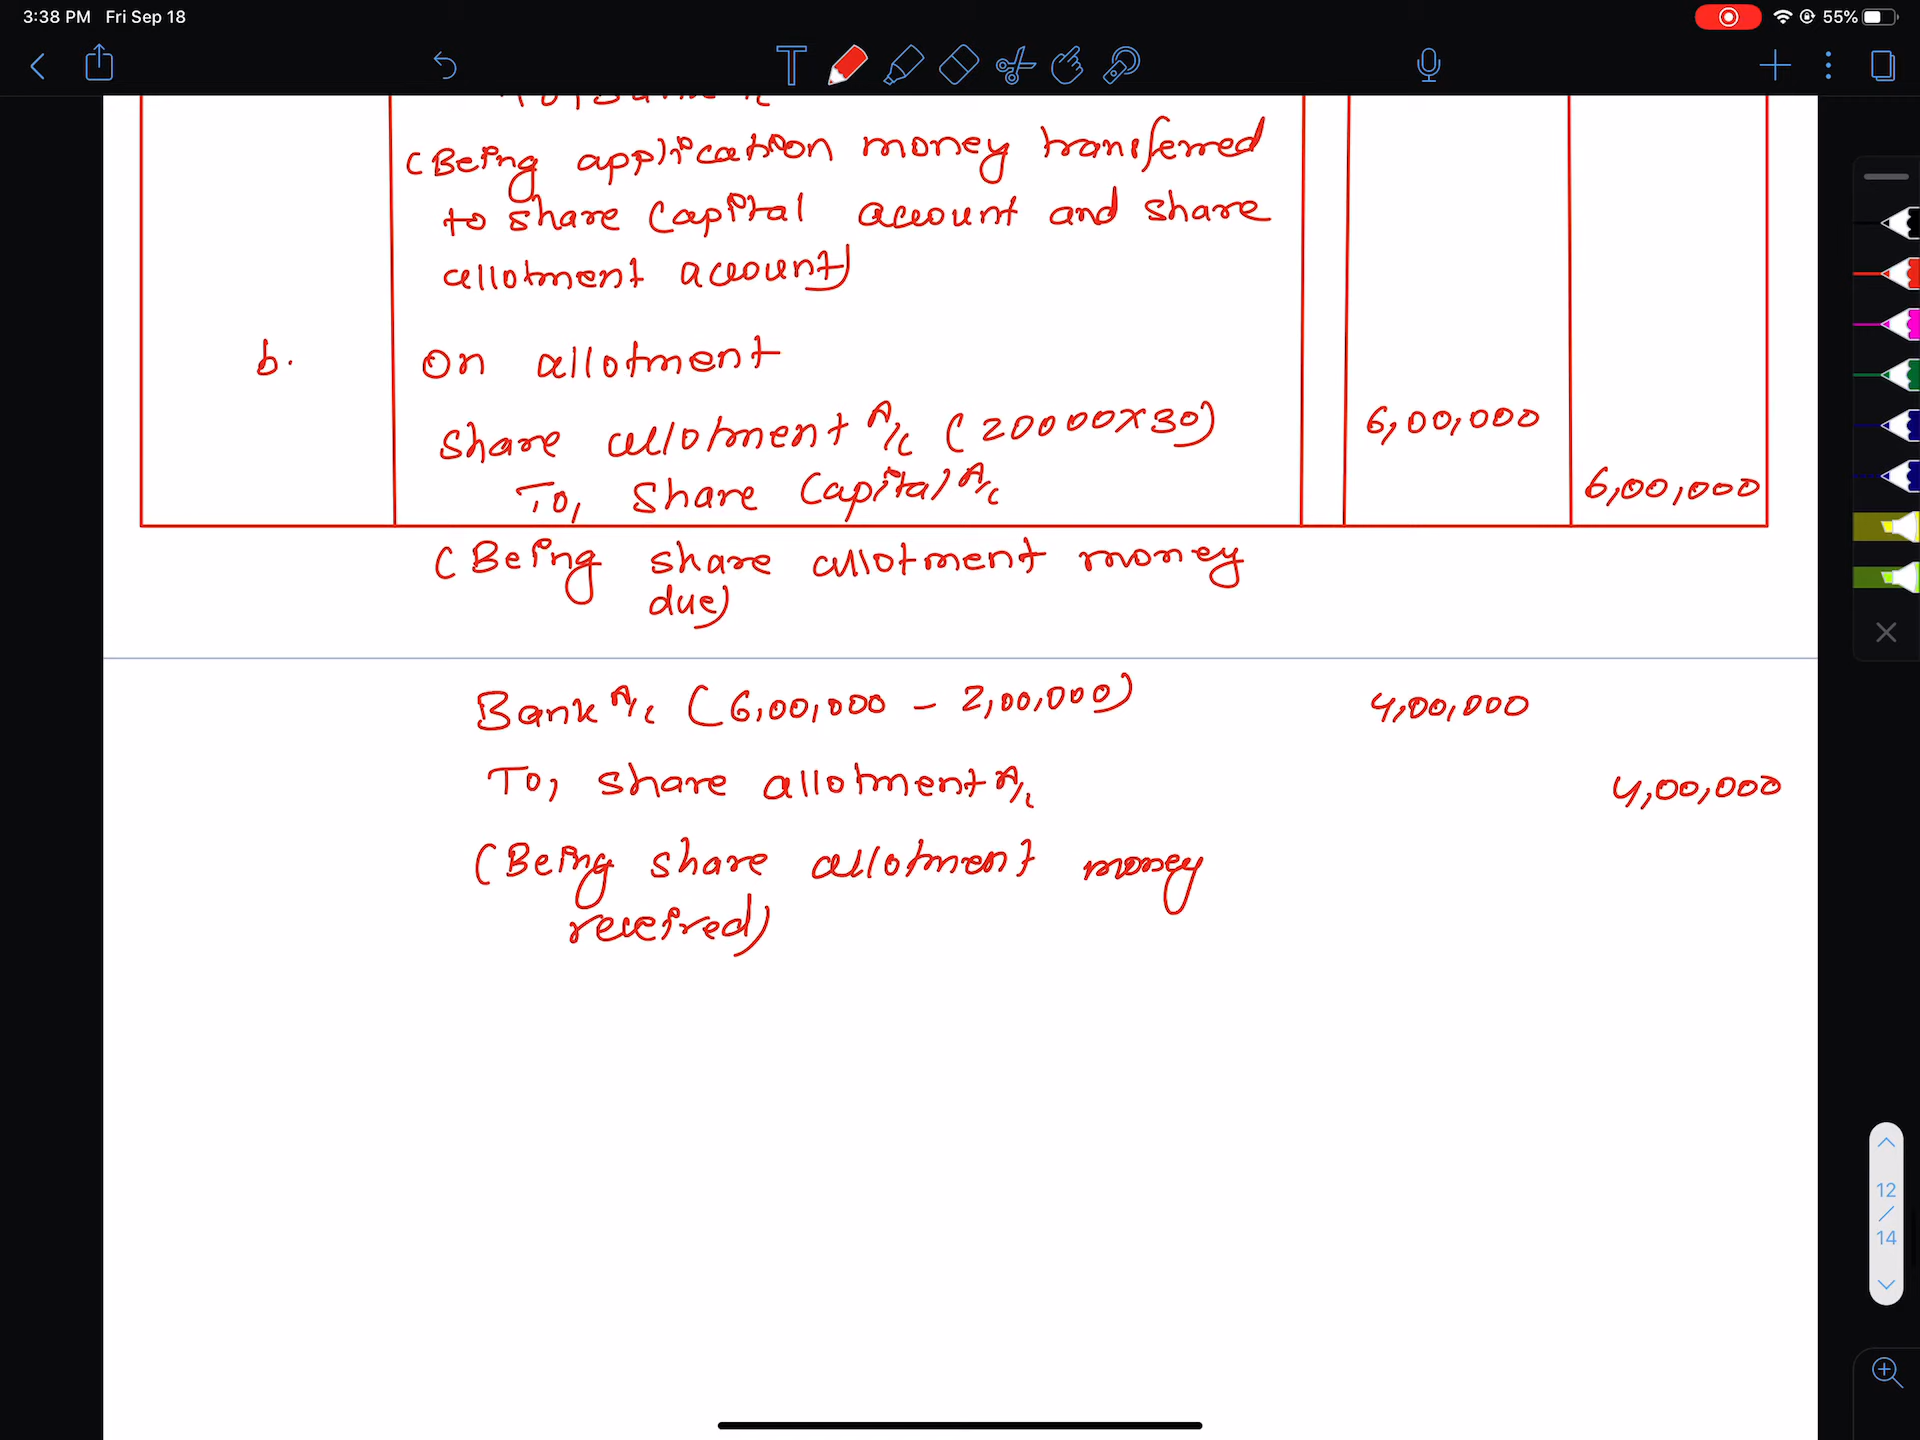 3:38 PM Fri Sep 18
55%
(Being application money transferred
to share capital account and share
allotment account)
b. On allotment
Share allotment A/c (20000×30) 6,00,000
To, Share Capital A/c 6,00,000
(Being share allotment money
due)
Bank A/c (6,00,000 - 2,00,000) 4,00,000
To, share allotment A/c 4,00,000
(Being share allotment money
received)
12
/
14